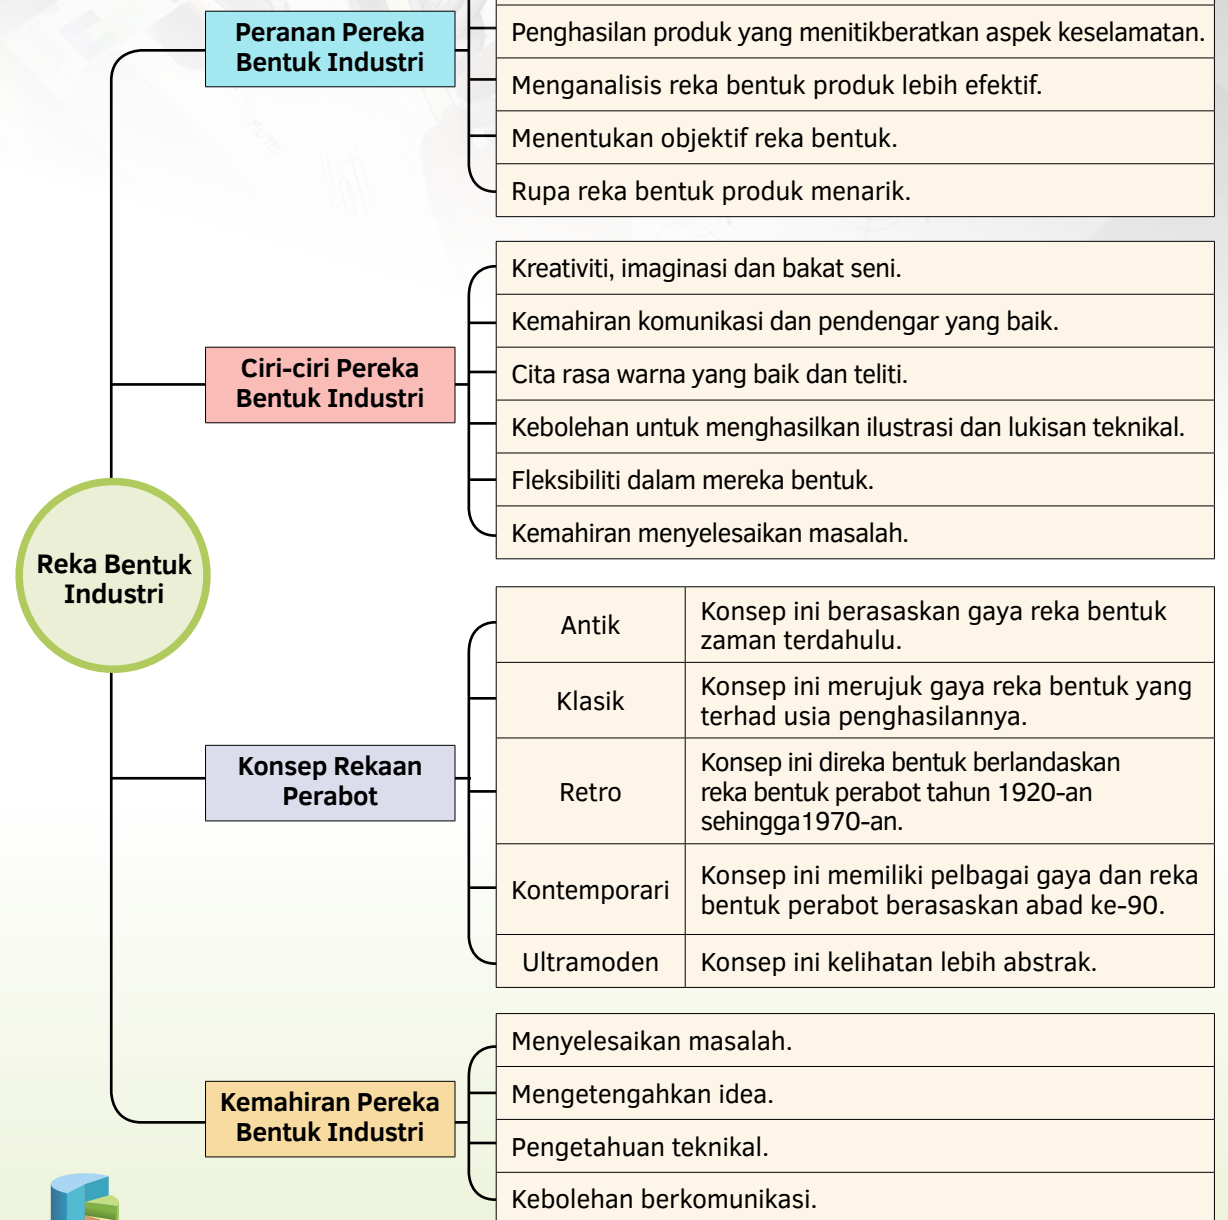 Peranan Pereka
Bentuk Industri
Penghasilan produk yang menitikberatkan aspek keselamatan.
Menganalisis reka bentuk produk lebih efektif.
Menentukan objektif reka bentuk.
Rupa reka bentuk produk menarik.
Ciri-ciri Pereka
Bentuk Industri
Kreativiti, imaginasi dan bakat seni.
Kemahiran komunikasi dan pendengar yang baik.
Cita rasa warna yang baik dan teliti.
Kebolehan untuk menghasilkan ilustrasi dan lukisan teknikal.
Fleksibiliti dalam mereka bentuk.
Kemahiran menyelesaikan masalah.
Reka Bentuk
Industri
Konsep Rekaan
Perabot
Antik
Konsep ini berasaskan gaya reka bentuk
zaman terdahulu.
Klasik
Konsep ini merujuk gaya reka bentuk yang
terhad usia penghasilannya.
Retro
Konsep ini direka bentuk berlandaskan
reka bentuk perabot tahun 1920-an
sehingga1970-an.
Kontemporari
Konsep ini memiliki pelbagai gaya dan reka
bentuk perabot berasaskan abad ke-90.
Ultramoden
Konsep ini kelihatan lebih abstrak.
Kemahiran Pereka
Bentuk Industri
Menyelesaikan masalah.
Mengetengahkan idea.
Pengetahuan teknikal.
Kebolehan berkomunikasi.
MUTE